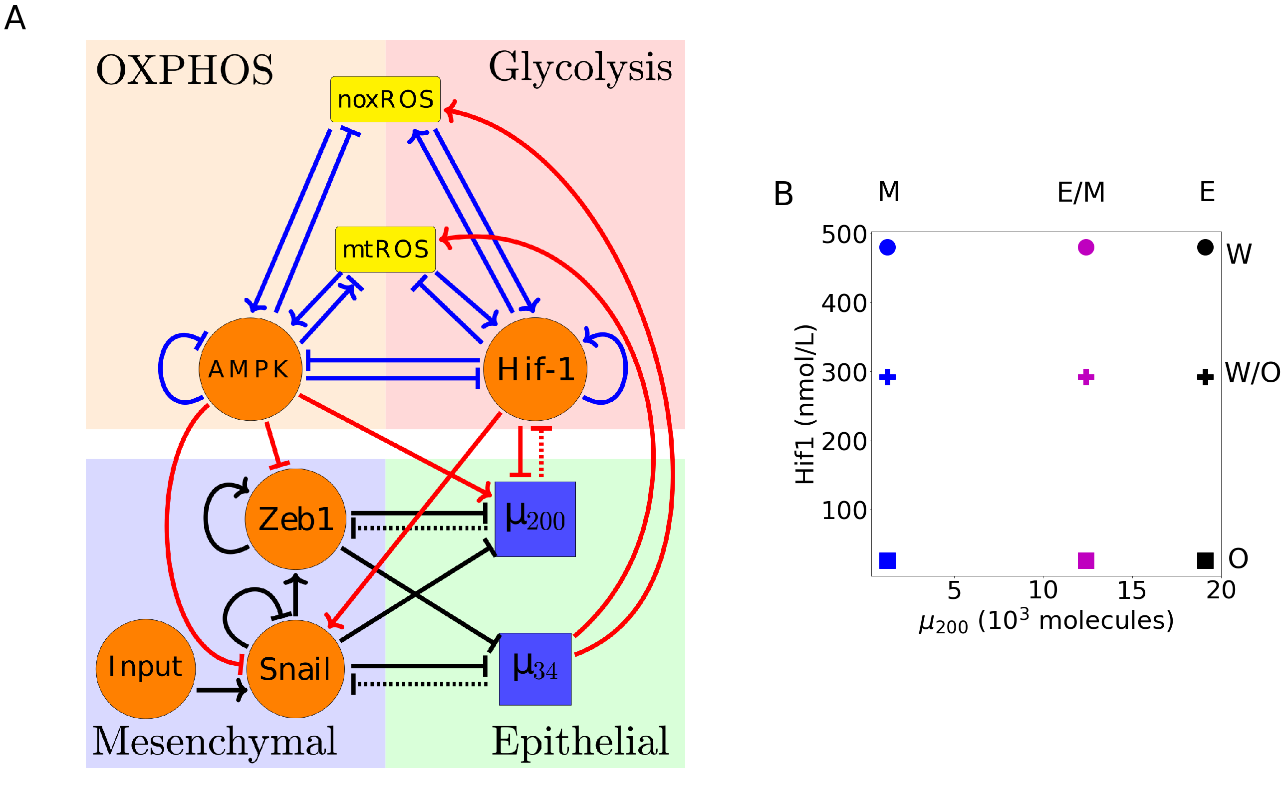 A
OXPHOS
Glycolysis
noxROS
mtROS
AMPK
Hif-1
Zeb1
μ200
Input
Snail
μ34
Mesenchymal
Epithelial
B
M
E/M
E
500
400
300
200
100
Hif1 (nmol/L)
W
W/O
O
5
10
15
20
μ200 (10³ molecules)